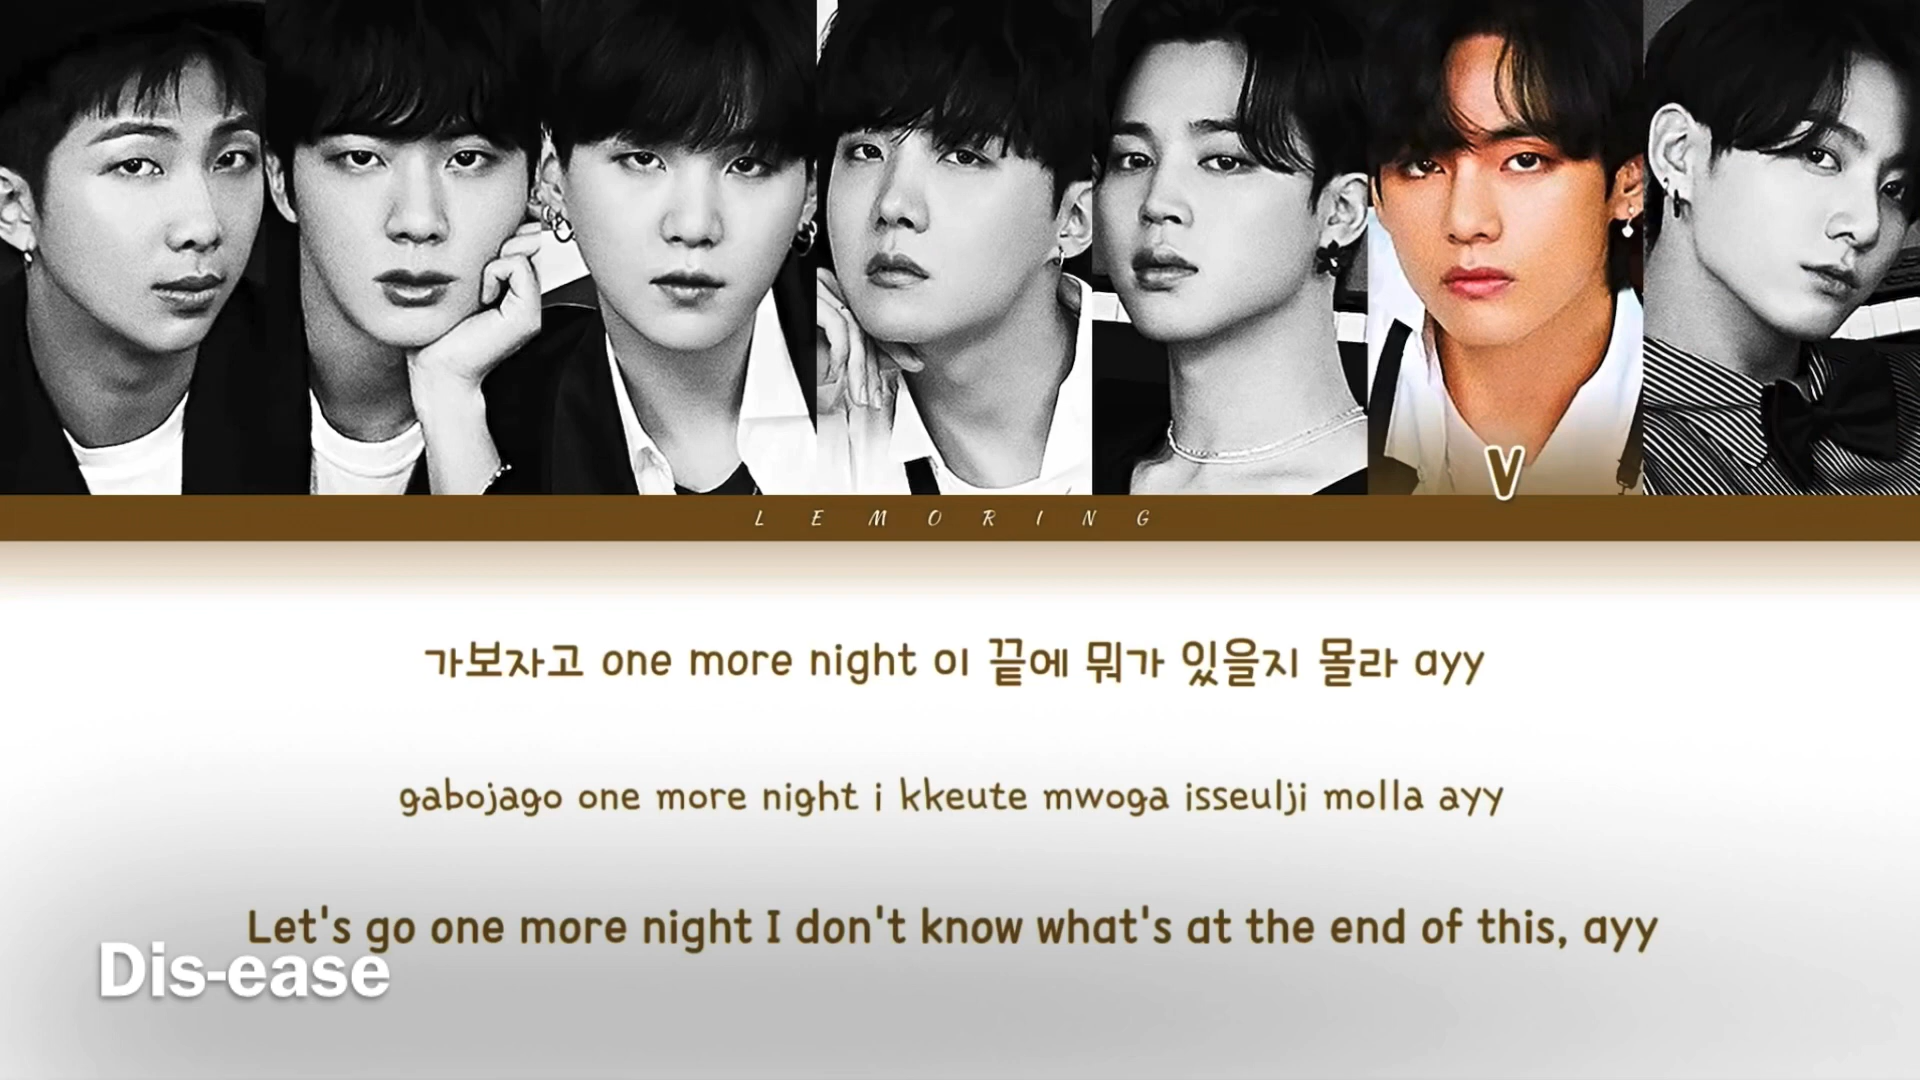 V
LEMORING
가보자고 one more night 이 끝에 뭐가 있을지 몰라 ayy
gabojago one more night i kkeute mwoga isseulji molla ayy
Let's go one more night I don't know what's at the end of this, ayy
Dis-ease